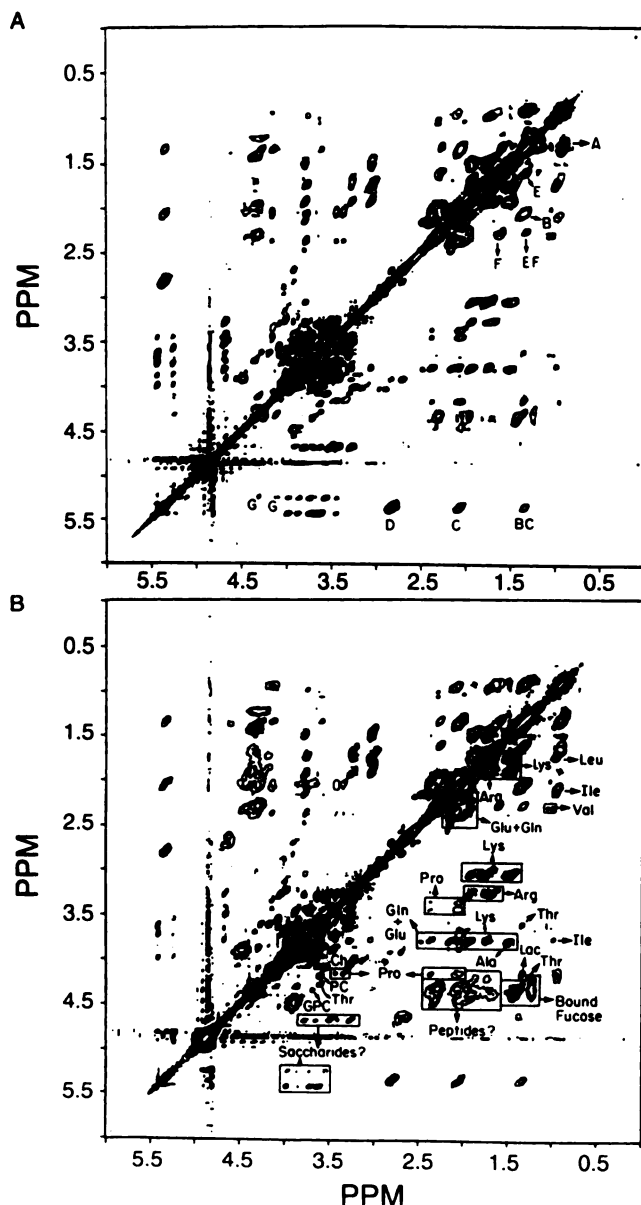 A
0.5
1.5
2.5
3.5
4.5
5.5
PPM
A
E
B
F
EF
G
G
D
C
BC
5.5
4.5
3.5
2.5
1.5
0.5
B
0.5
1.5
2.5
3.5
4.5
5.5
PPM
Leu
Lys
Ile
Arg
Val
Glu+Gln
Lys
Pro
Arg
Gln
+
Glu
Lys
Thr
Ile
Ala
Lac
Thr
Ch
Pro
PC
Thr
GPC
Bound
Fucose
Peptides?
Saccharides?
5.5
4.5
3.5
2.5
1.5
0.5
PPM